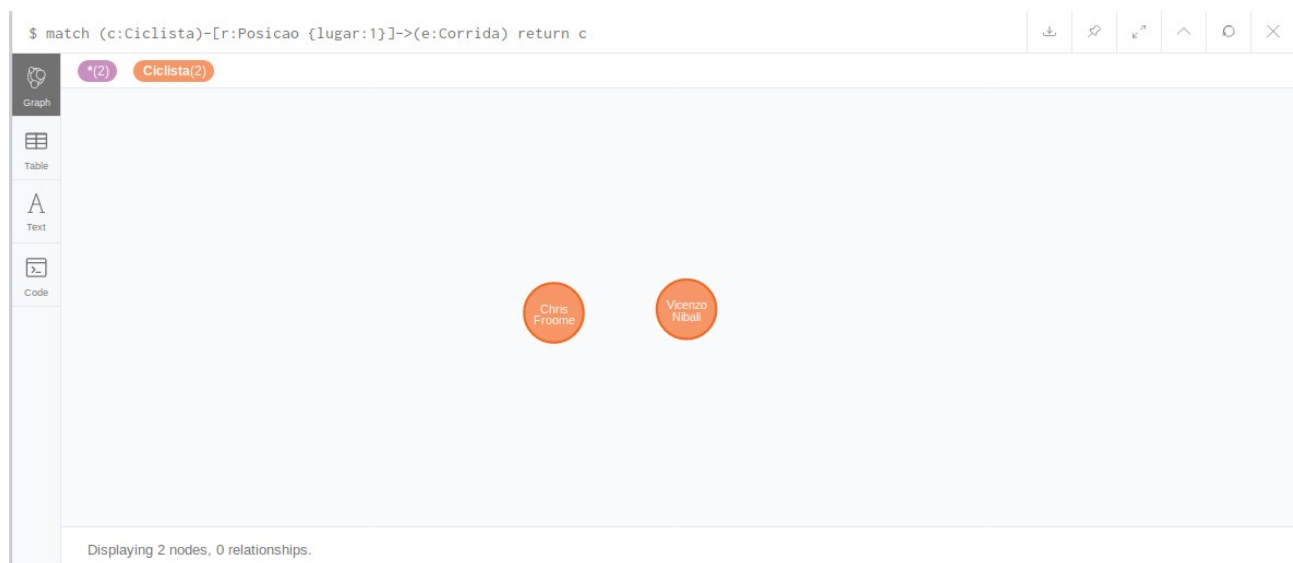 $ match (c:Ciclista)-[r:Posicao {lugar:1}]->(e:Corrida) return c
*(2) Ciclista(2)
Graph
Table
A
Text
Code
Chris
Froome
Vicenzo
Nibali
Displaying 2 nodes, 0 relationships.